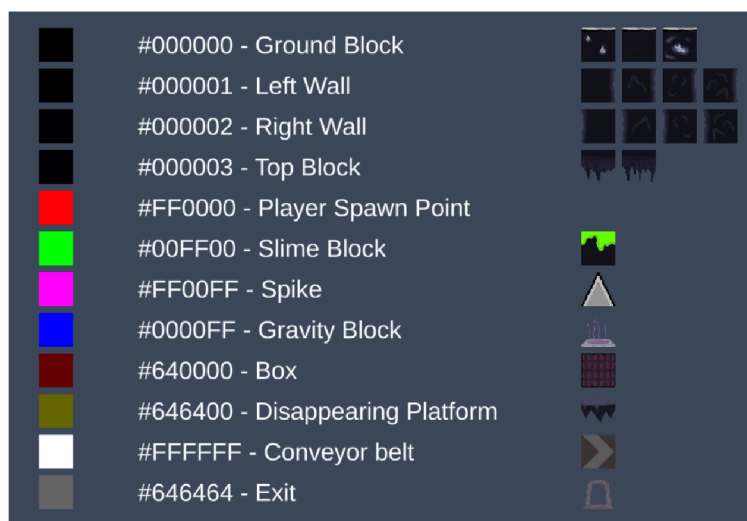 #000000 - Ground Block
#000001 - Left Wall
#000002 - Right Wall
#000003 - Top Block
#FF0000 - Player Spawn Point
#00FF00 - Slime Block
#FF00FF - Spike
#0000FF - Gravity Block
#640000 - Box
#646400 - Disappearing Platform
#FFFFFF - Conveyor belt
#646464 - Exit